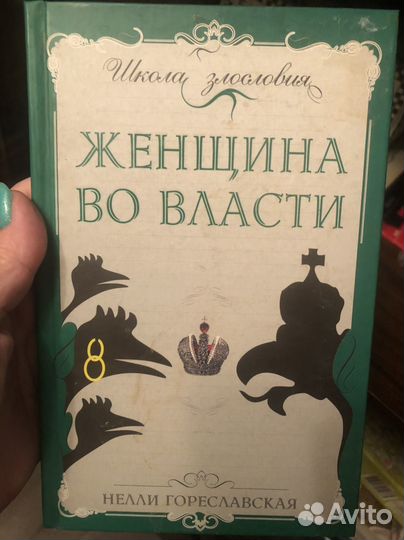 Школа злословия
ЖЕНЩИНА
ВО ВЛАСТИ
НЕЛЛИ ГОРЕСЛАВСКАЯ
Avito